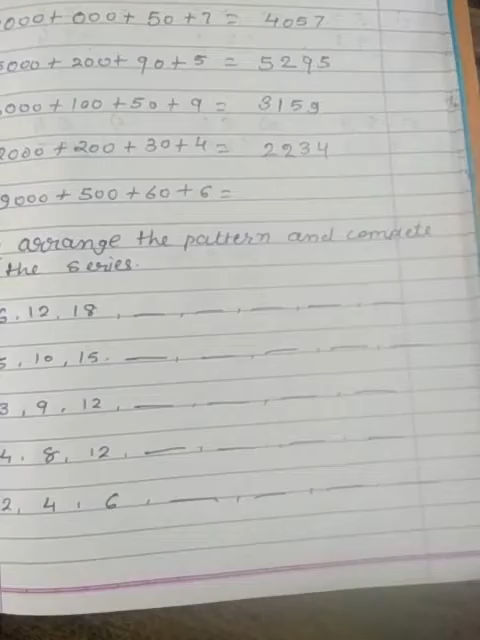 000+ 000 + 50 + 7 = 4057
5000 + 200+ 90 + 5 = 5295
000 + 100 + 50 + 9 = 3159
2000 + 200 + 30 + 4 = 2234
9000 + 500 + 60 + 6 =
arrange the pattern and comdete
the series.
6, 12, 18, — , — , — , — , —
5, 10, 15. — , — , — , — , —
3, 9, 12, — , — , — , —
4. 8, 12, — , — , — , —
2, 4, 6, — , — , — , —